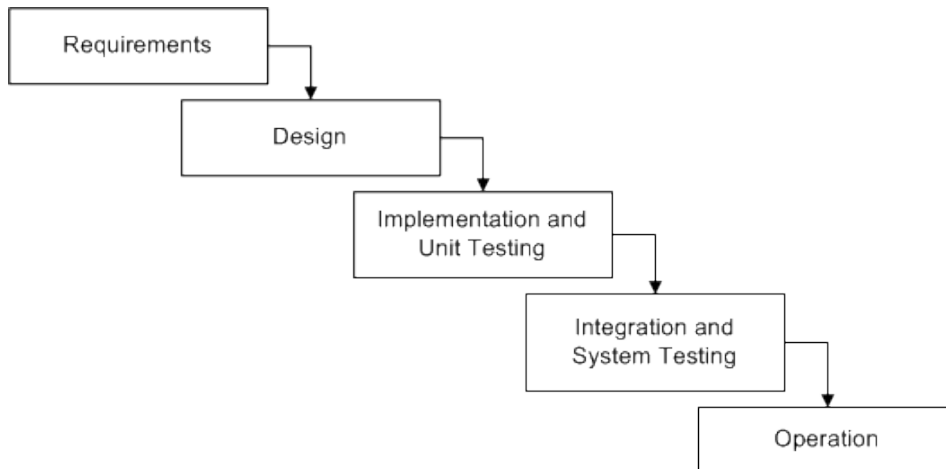 Requirements
Design
Implementation and
Unit Testing
Integration and
System Testing
Operation